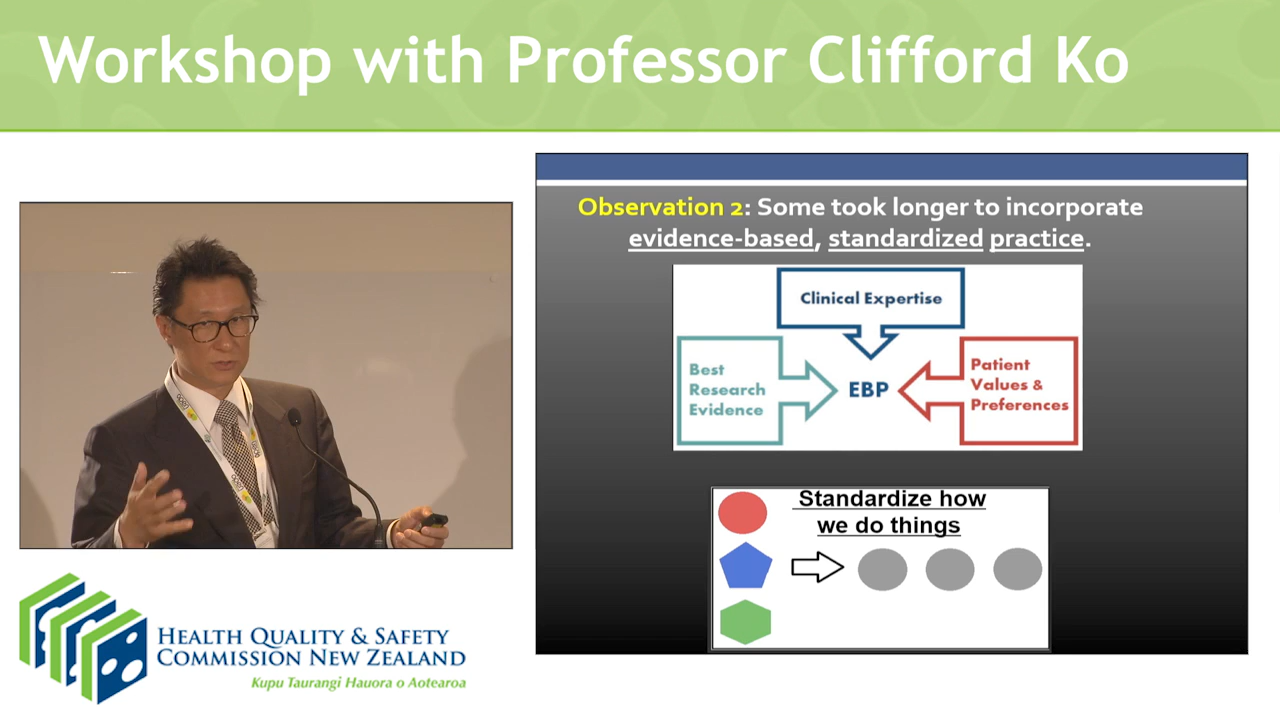 Workshop with Professor Clifford Ko
Observation 2: Some took longer to incorporate
evidence-based, standardized practice.
Clinical Expertise
Best
Research
Evidence
EBP
Patient
Values &
Preferences
Standardize how
we do things
HEALTH QUALITY & SAFETY
COMMISSION NEW ZEALAND
Kupu Taurangi Hauora o Aotearoa